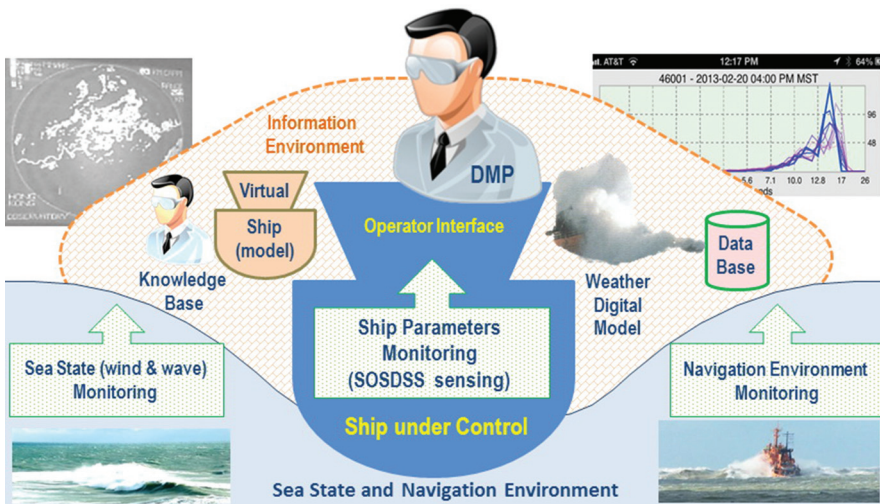 AT&T
12:17 PM
64%
46001 - 2013-02-20 04:00 PM MST
96
48
5.6 7.1 10.0 12.8 17 26
HONG
KONG
OBSERVATORY
Information
Environment
DMP
Virtual
Ship
(model)
Operator Interface
Knowledge
Base
Weather
Digital
Model
Data
Base
Ship Parameters
Monitoring
(SOSDSS sensing)
Sea State (wind & wave)
Monitoring
Navigation Environment
Monitoring
Ship under Control
Sea State and Navigation Environment